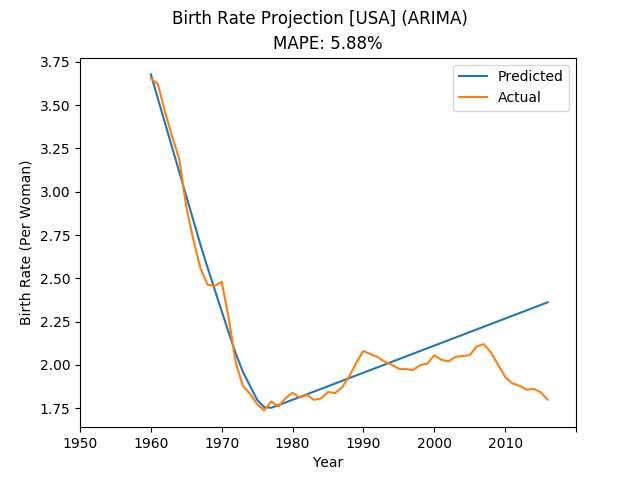 Birth Rate Projection [USA] (ARIMA)
MAPE: 5.88%
Predicted
Actual
Birth Rate (Per Woman)
3.75
3.50
3.25
3.00
2.75
2.50
2.25
2.00
1.75
1950 1960 1970 1980 1990 2000 2010
Year